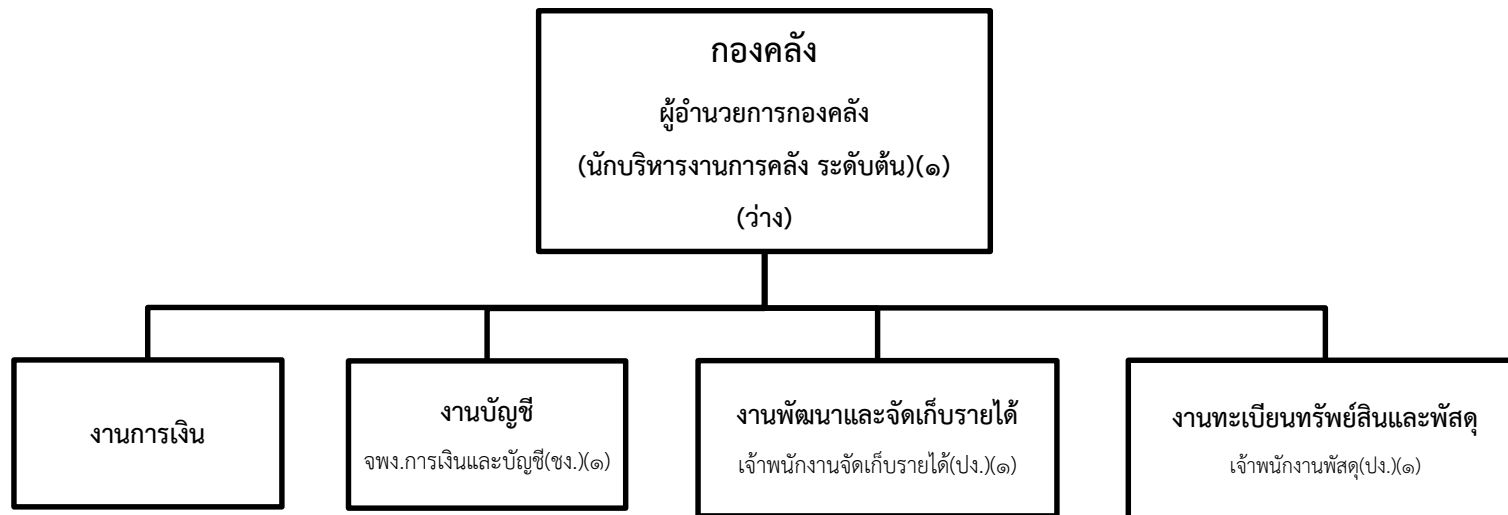 กองคลัง
ผู้อำนวยการกองคลัง
(นักบริหารงานการคลัง ระดับต้น)(๑)
(ว่าง)
งานการเงิน
งานบัญชี
จพง.การเงินและบัญชี(ชง.)(๑)
งานพัฒนาและจัดเก็บรายได้
เจ้าพนักงานจัดเก็บรายได้(ปง.)(๑)
งานทะเบียนทรัพย์สินและพัสดุ
เจ้าพนักงานพัสดุ(ปง.)(๑)